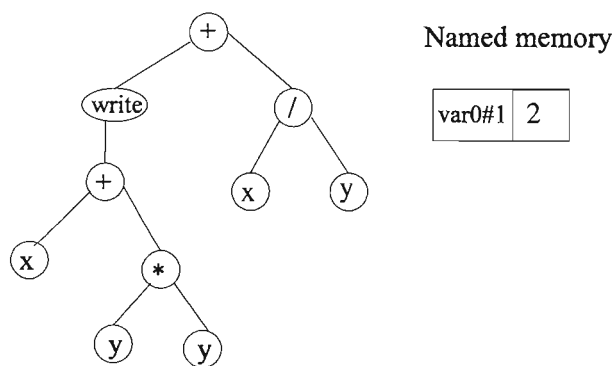 +
Named memory
write
/
var0#1 2
+
x
y
x
*
y
y